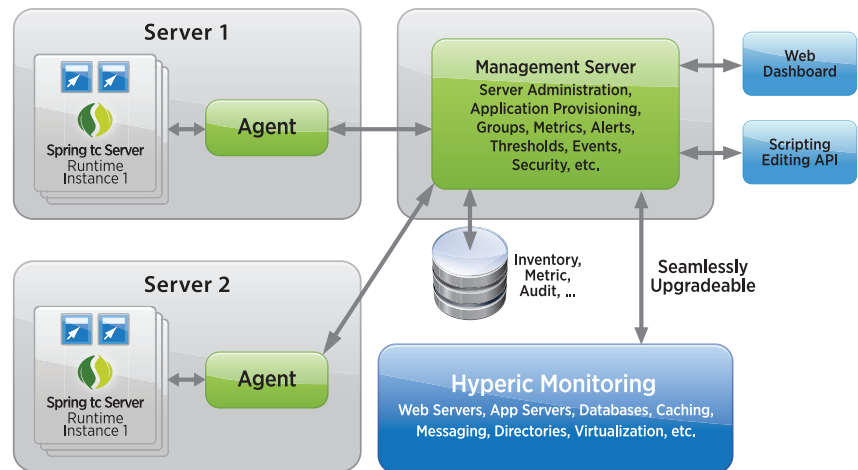 Server 1
Spring tc Server
Runtime
Instance 1
Agent
Management Server
Server Administration,
Application Provisioning,
Groups, Metrics, Alerts,
Thresholds, Events,
Security, etc.
Web
Dashboard
Scripting
Editing API
Inventory,
Metric,
Audit, ...
Seamlessly
Upgradeable
Server 2
Spring tc Server
Runtime
Instance 1
Agent
Hyperic Monitoring
Web Servers, App Servers, Databases, Caching,
Messaging, Directories, Virtualization, etc.